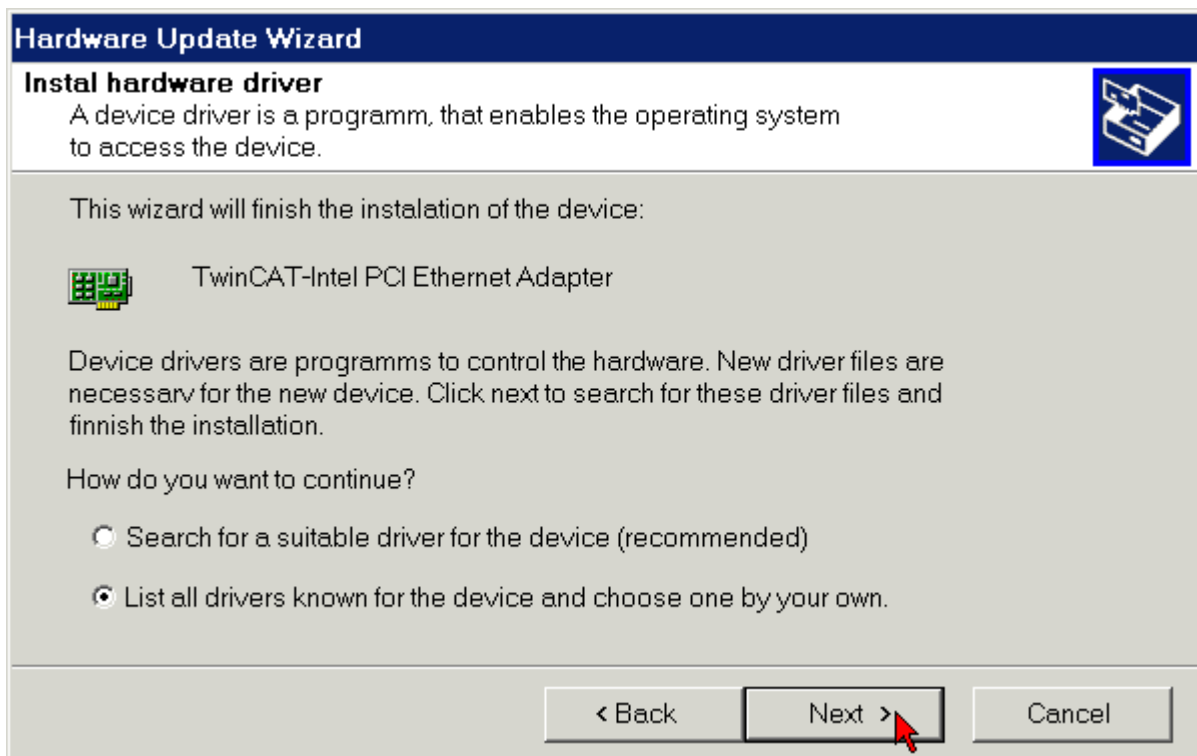 Hardware Update Wizard
Instal hardware driver
A device driver is a programm, that enables the operating system
to access the device.
This wizard will finish the instalation of the device:
TwinCAT-Intel PCI Ethernet Adapter
Device drivers are programms to control the hardware. New driver files are
necessarv for the new device. Click next to search for these driver files and
finnish the installation.
How do you want to continue?
Search for a suitable driver for the device (recommended)
List all drivers known for the device and choose one by your own.
< Back
Next >
Cancel